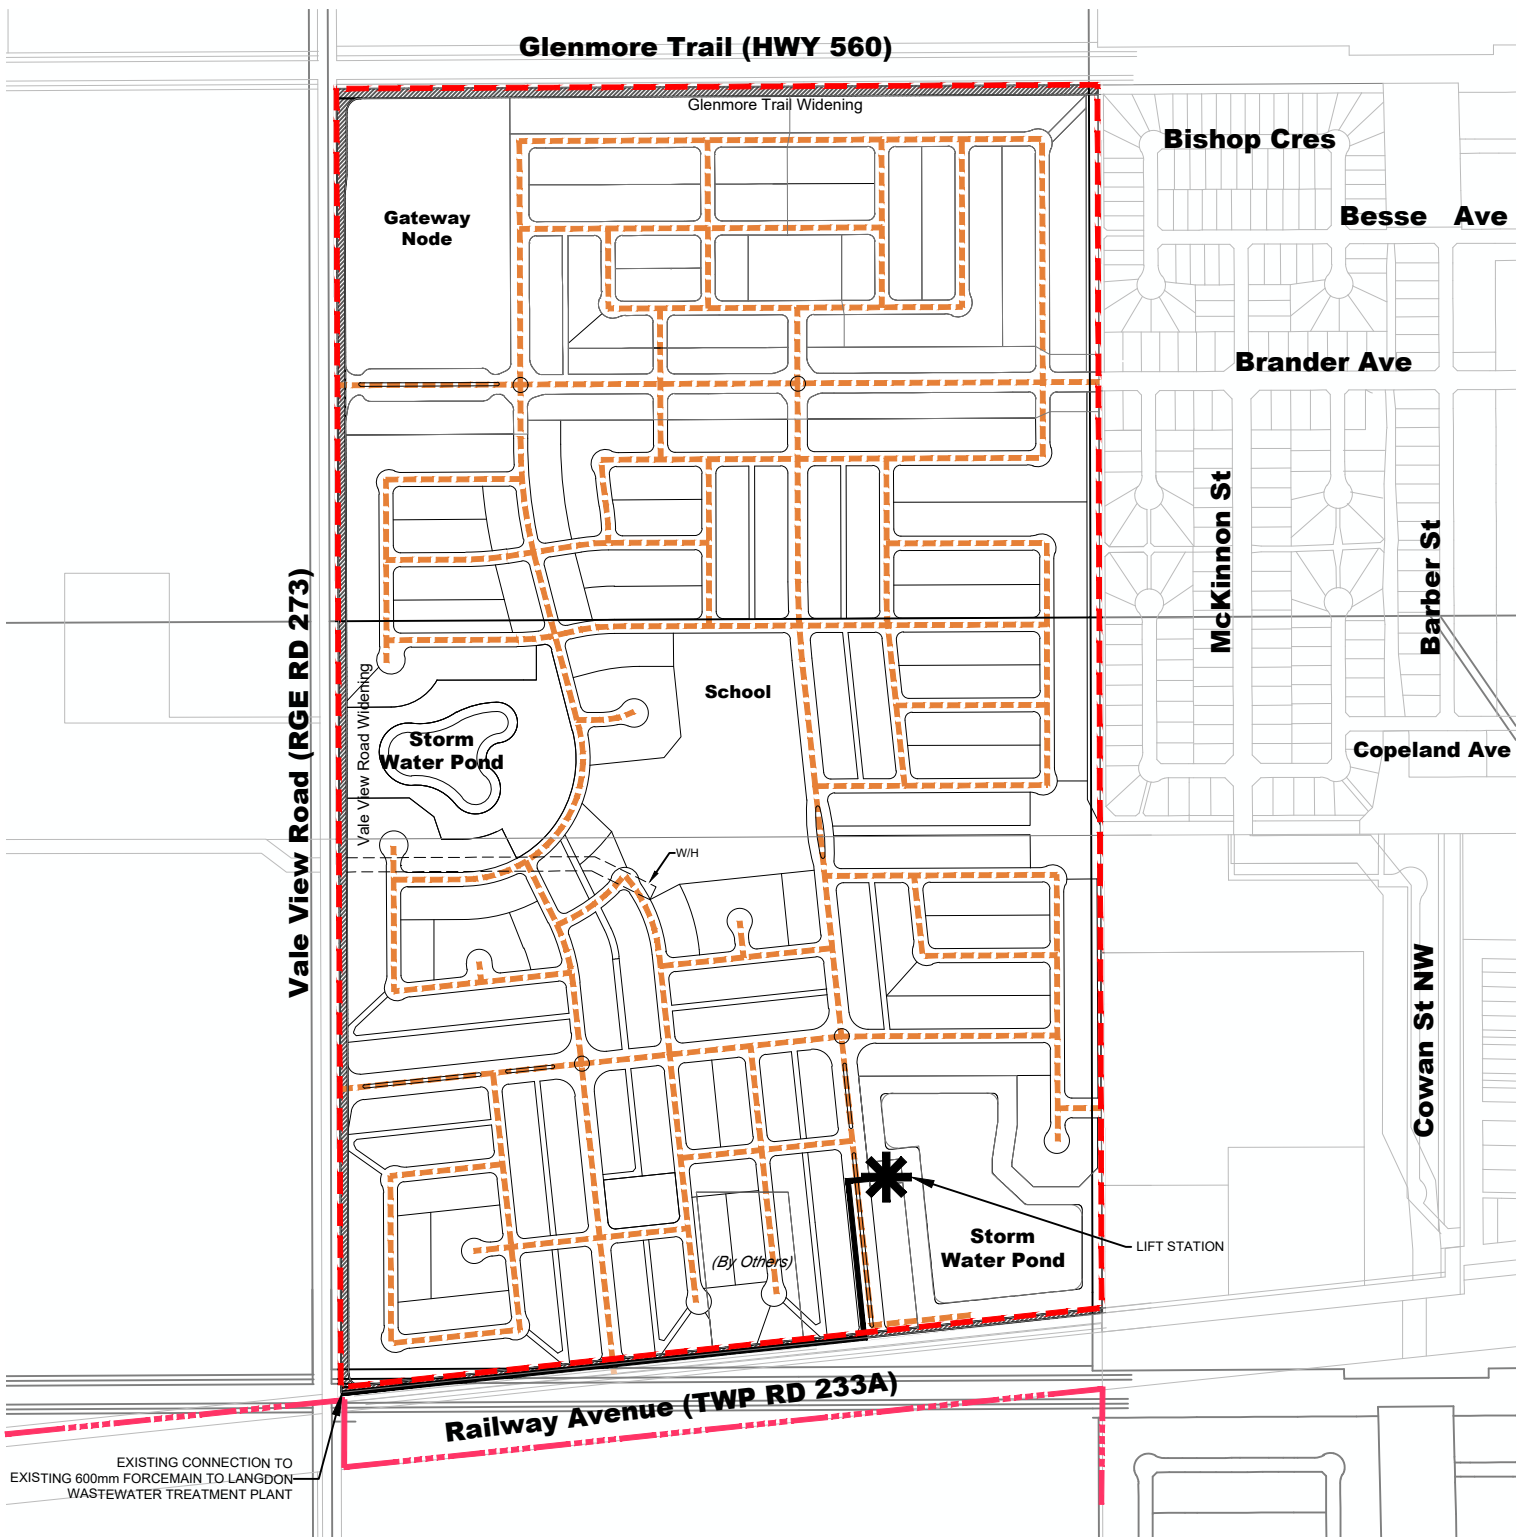 Glenmore Trail (HWY 560)
Glenmore Trail Widening
Bishop Cres
Gateway
Node
Besse Ave
Brander Ave
McKinnon St
Barber St
Vale View Road (RGE RD 273)
Vale View Road Widening
School
Storm
Water Pond
Copeland Ave
W/H
Cowan St NW
Storm
Water Pond
LIFT STATION
(By Others)
Railway Avenue (TWP RD 233A)
EXISTING CONNECTION TO
EXISTING 600mm FORCEMAIN TO LANGDON
WASTEWATER TREATMENT PLANT